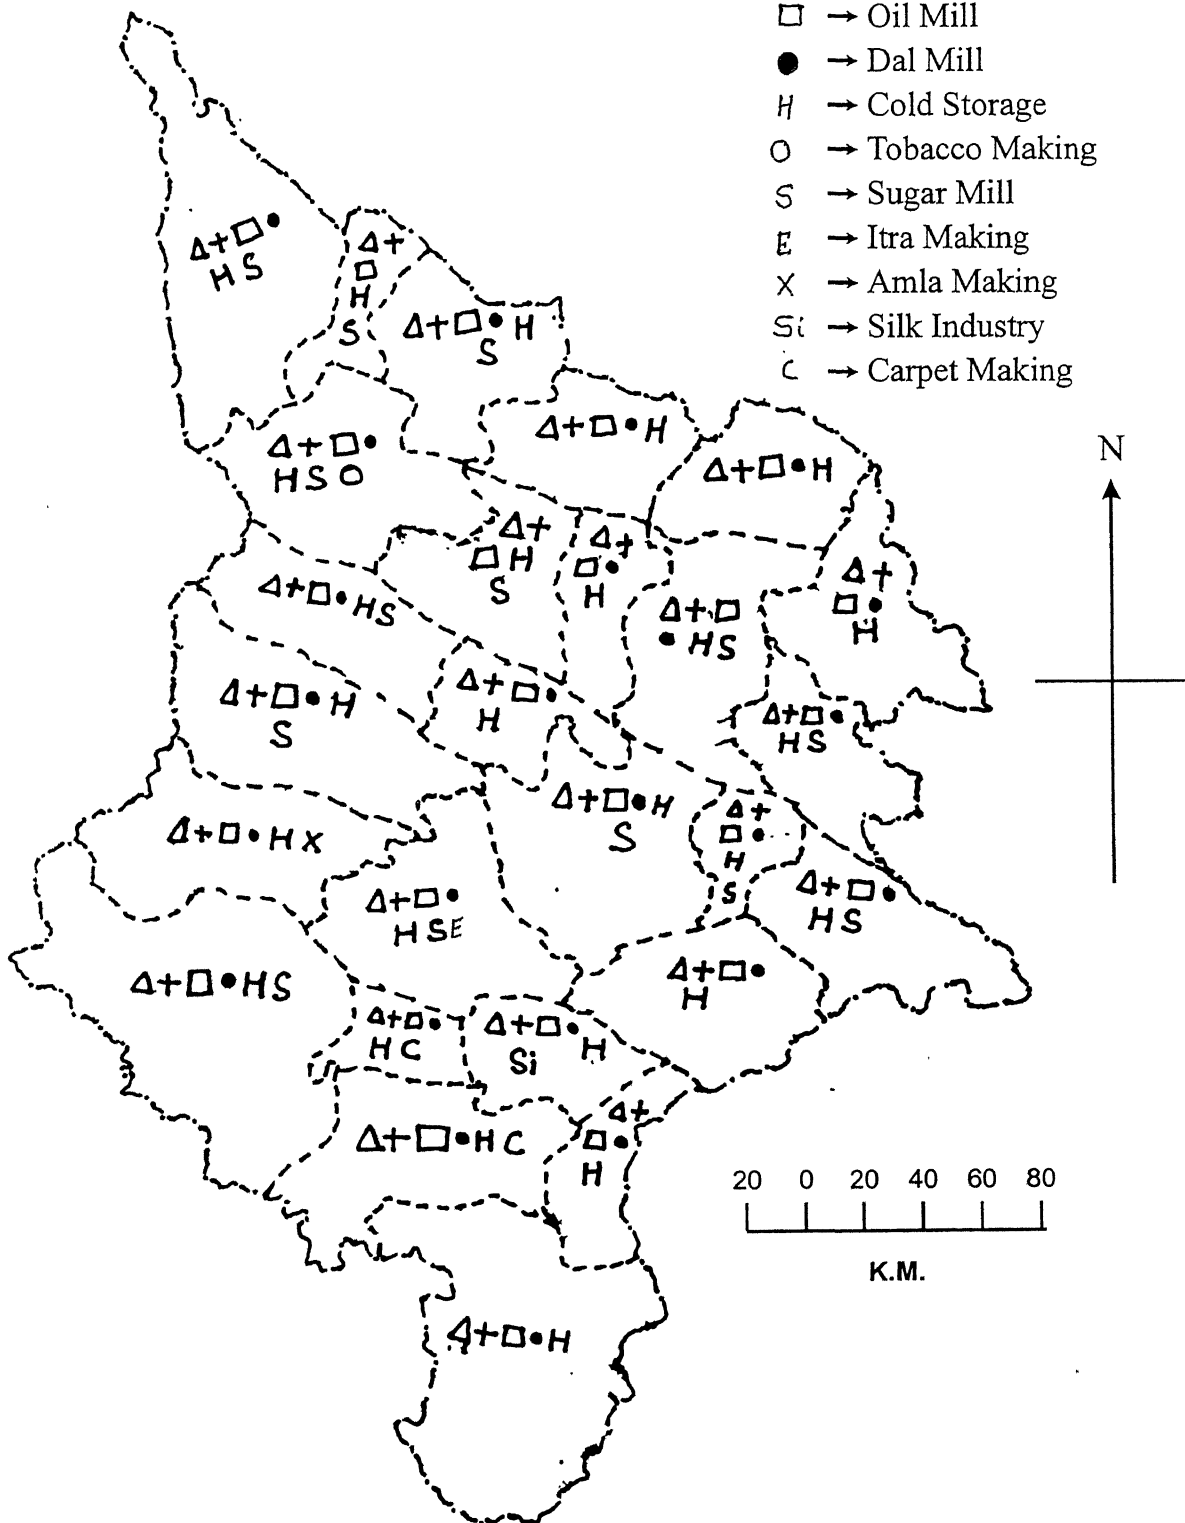 □ → Oil Mill
● → Dal Mill
H → Cold Storage
O → Tobacco Making
S → Sugar Mill
E → Itra Making
X → Amla Making
Si → Silk Industry
C → Carpet Making
N
Δ+□●
HS
Δ+
□
H
S
Δ+□●H
S
Δ+□●H
Δ+□●
HSO
Δ+□●H
Δ+
□H
S
Δ+
□●
H
Δ+
□●
H
Δ+□●HS
Δ+□
●HS
Δ+□●H
S
Δ+□●
H
Δ+□●
HS
Δ+□●H
S
Δ+
□●
H
S
Δ+□●HX
Δ+□●
HSE
Δ+□●
HS
Δ+□●HS
Δ+□●
H
Δ+□●
HC
Δ+□●H
Si
Δ+□●HC
Δ+
□●
H
20 0 20 40 60 80
K.M.
Δ+□●H